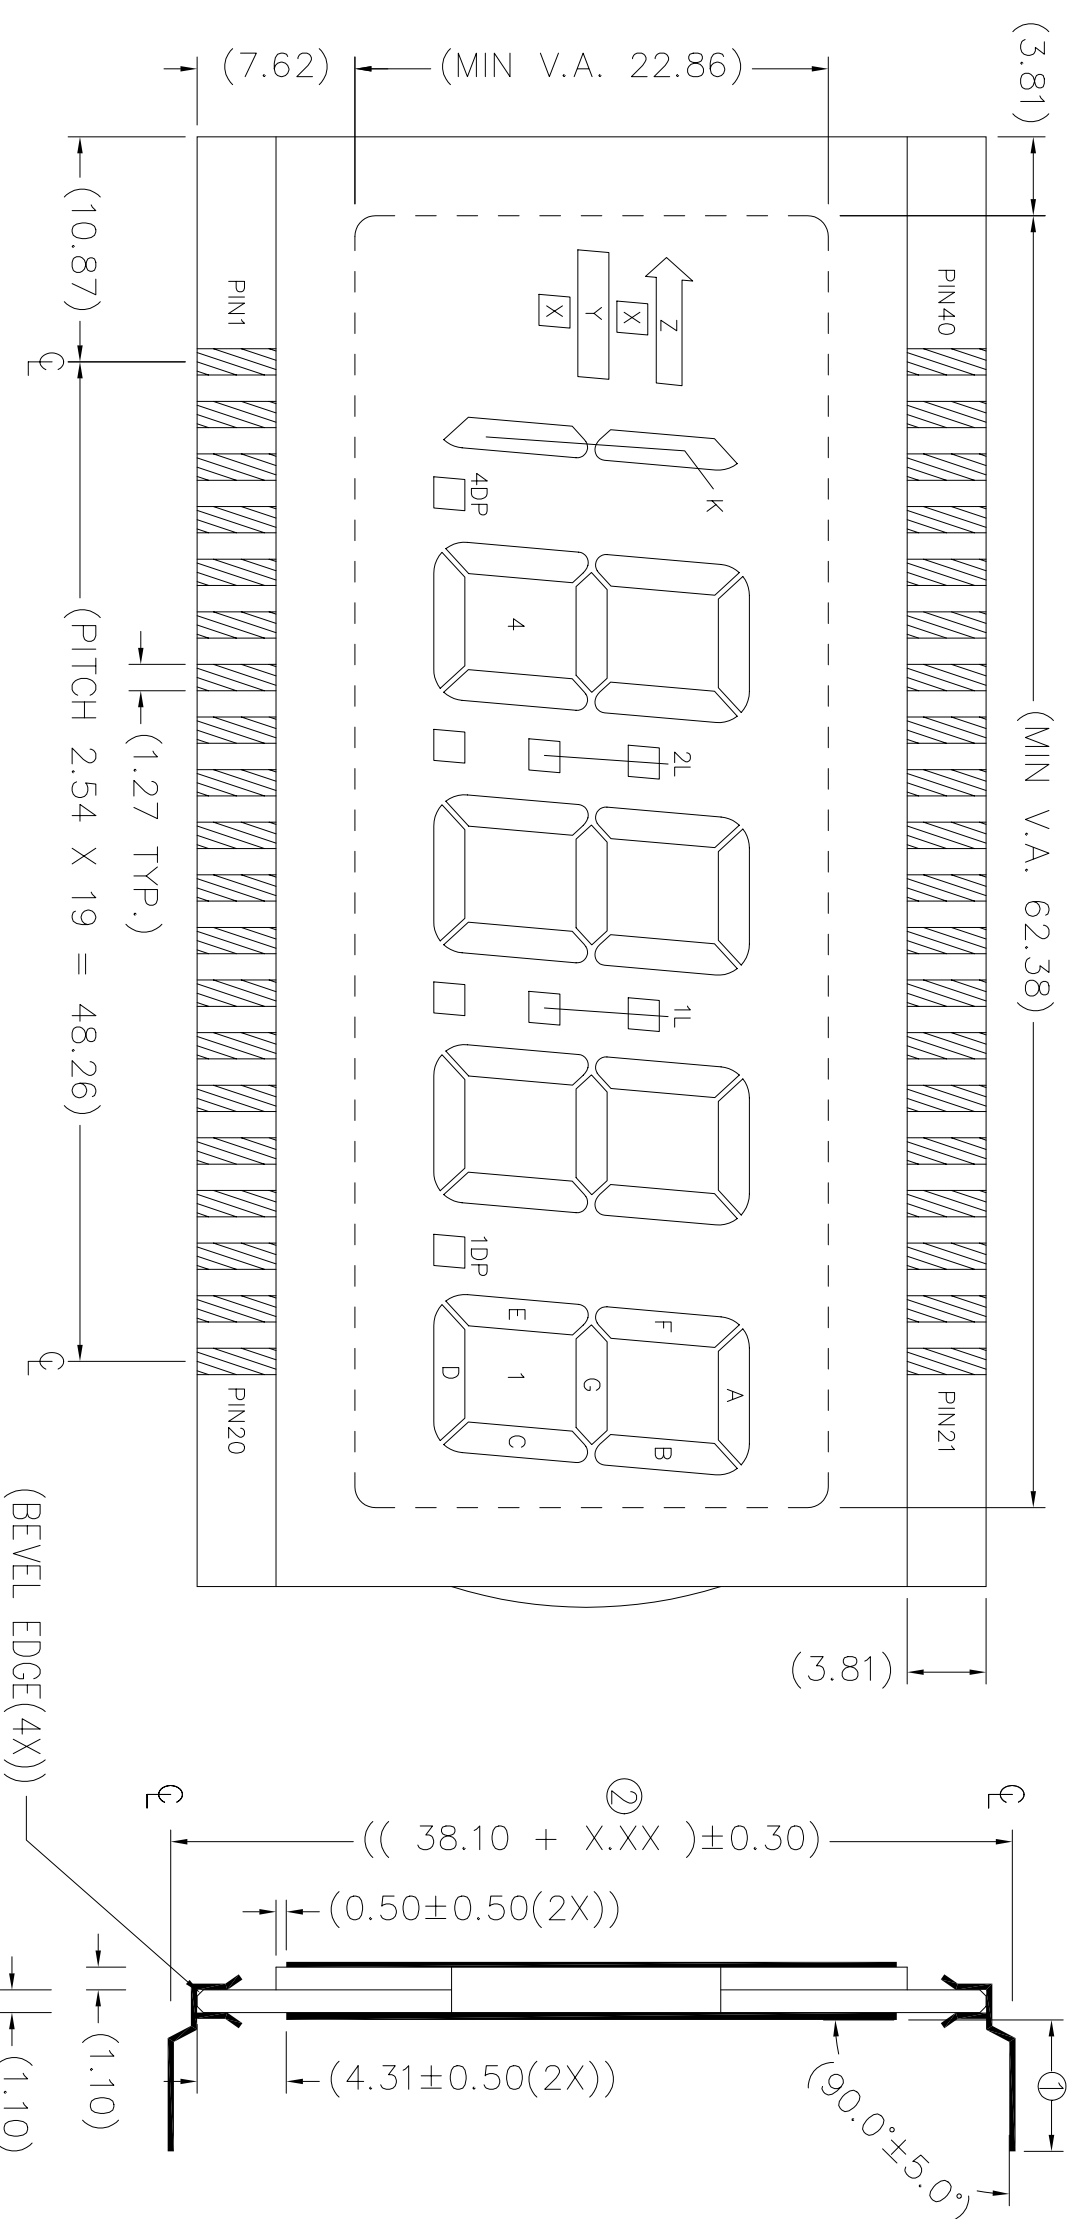 (3.81)
(MIN V.A. 62.38)
(7.62)
(MIN V.A. 22.86)
PIN40
PIN21
Z
X
Y
X
K
4DP
4
2L
1L
1DP
A
F
B
G
E
1
C
D
PIN1
PIN20
(10.87)
(1.27 TYP.)
(PITCH 2.54 X 19 = 48.26)
℄
℄
(3.81)
℄
℄
2
(( 38.10 + X.XX )±0.30)
(0.50±0.50(2X))
(4.31±0.50(2X))
(90.0°±5.0°)
1
(1.10)
(1.10)
(BEVEL EDGE(4X))